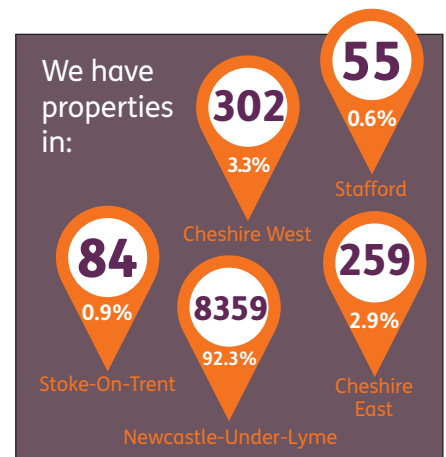 We have
properties
in:
302
3.3%
Cheshire West
55
0.6%
Stafford
84
0.9%
Stoke-On-Trent
8359
92.3%
Newcastle-Under-Lyme
259
2.9%
Cheshire
East